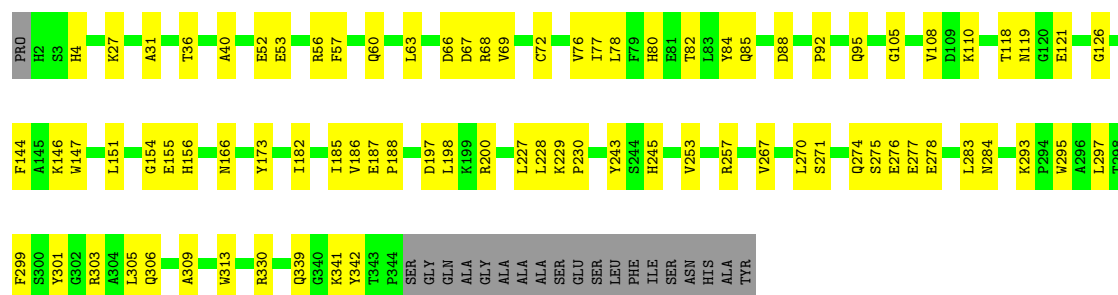 PRO H2 S3 H4 K27 A31 T36 A40 E52 E53 R56 F57 Q60 L63 D66 D67 R68 V69 C72 V76 I77 L78 F79 H80 E81 T82 L83 Y84 Q85 D88 P92 Q95 G105 V108 D109 K110 T118 N119 G120 E121 G126
F144 A145 K146 W147 L151 G154 E155 H156 N166 Y173 I182 I185 V186 E187 P188 D197 L198 K199 R200 L227 L228 K229 P230 Y243 S244 H245 V253 R257 V267 L270 S271 Q274 S275 E276 E277 E278 L283 N284 K293 P294 W295 A296 L297 T298
F299 S300 Y301 G302 R303 A304 L305 Q306 A309 W313 R330 Q339 G340 K341 Y342 T343 P344 SER GLY GLN ALA GLY ALA ALA ALA SER GLU SER LEU PHE ILE SER ASN HIS ALA TYR